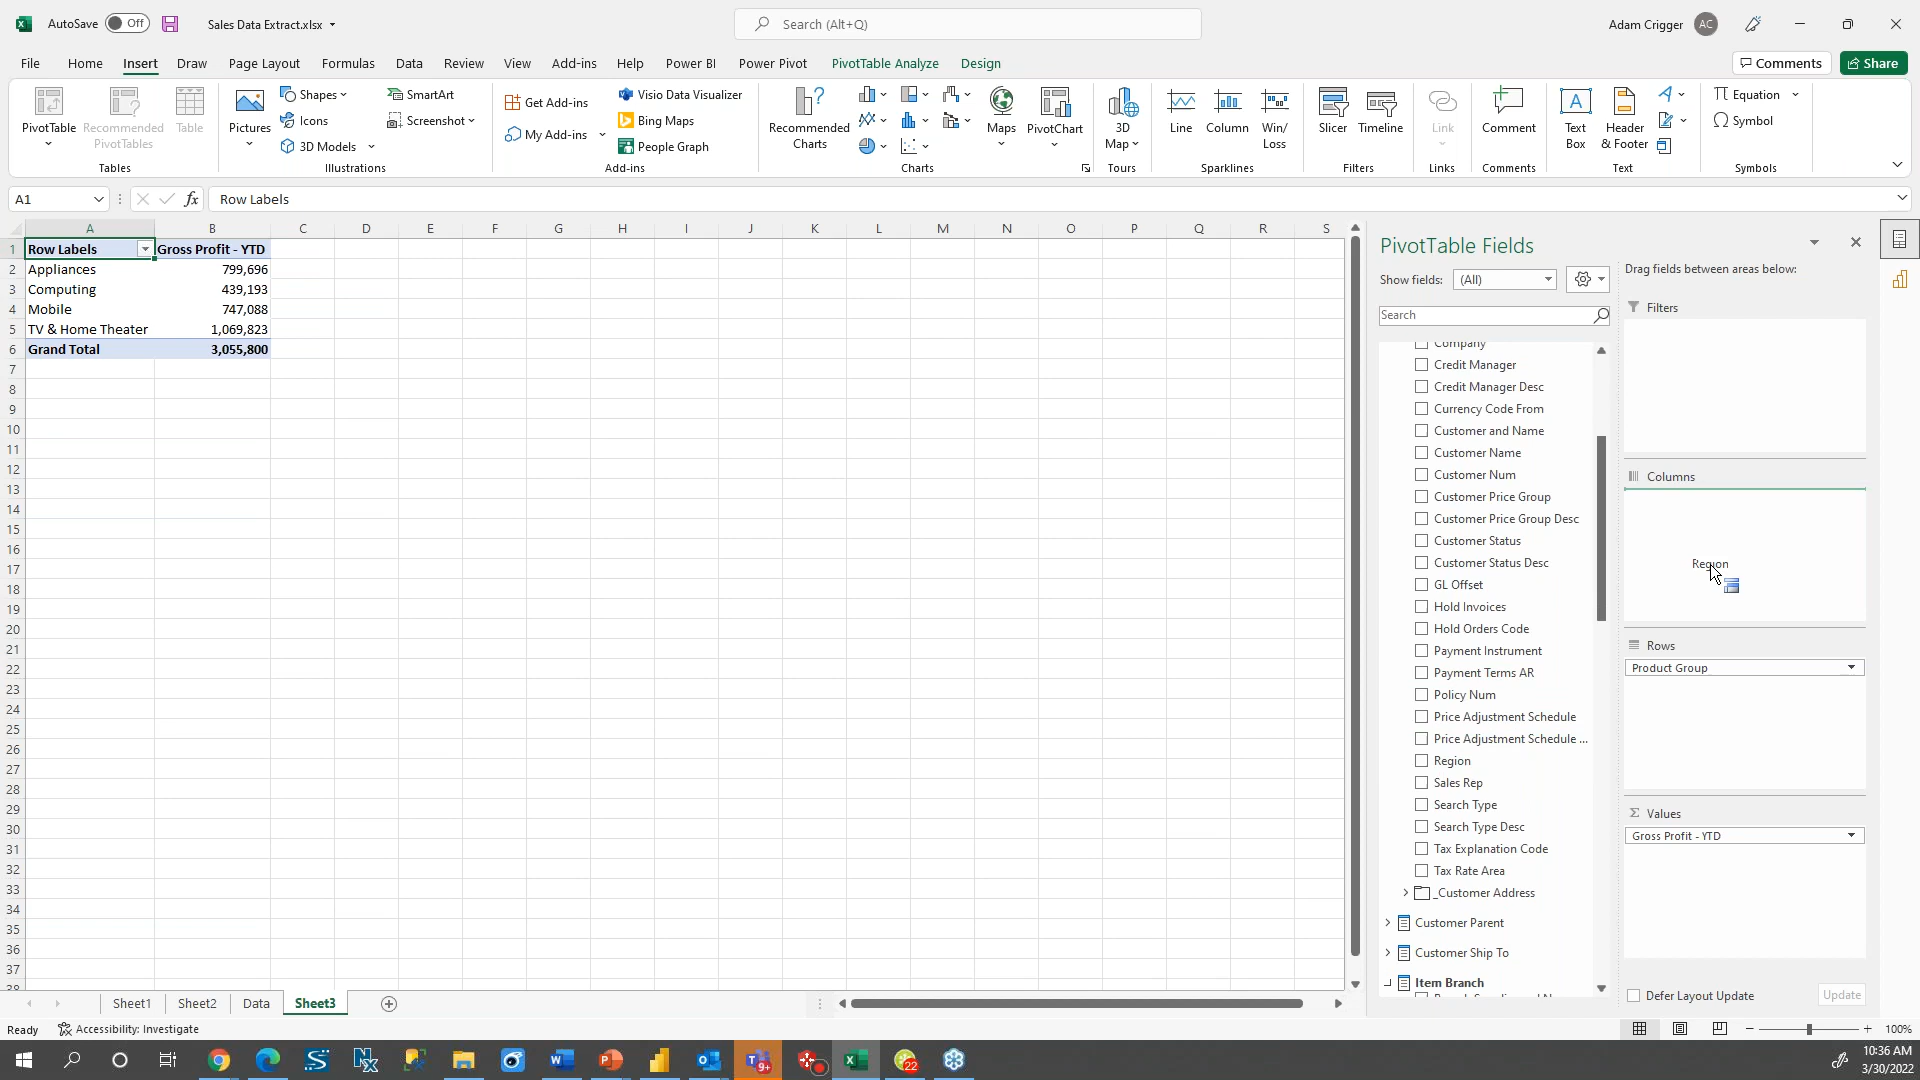 AutoSave Off Sales Data Extract.xlsx Search (Alt+Q) Adam Crigger AC
File Home Insert Draw Page Layout Formulas Data Review View Add-ins Help Power BI Power Pivot PivotTable Analyze Design Comments Share
PivotTable
Recommended PivotTables
Table
Tables
Pictures
Shapes
Icons
3D Models
SmartArt
Screenshot
Illustrations
Get Add-ins
My Add-ins
Visio Data Visualizer
Bing Maps
People Graph
Add-ins
Recommended Charts
Maps
PivotChart
Charts
3D Map
Tours
Line
Column
Win/Loss
Sparklines
Slicer
Timeline
Filters
Link
Links
Comment
Comments
Text Box
Header & Footer
Text
Equation
Symbol
Symbols
A1 fx Row Labels
A B C D E F G H I J K L M N O P Q R S
1 Row Labels Gross Profit - YTD
2 Appliances 799,696
3 Computing 439,193
4 Mobile 747,088
5 TV & Home Theater 1,069,823
6 Grand Total 3,055,800
7
8
9
10
11
12
13
14
15
16
17
18
19
20
21
22
23
24
25
26
27
28
29
30
31
32
33
34
35
36
37
38
PivotTable Fields
Show fields: (All)
Search
Company
Credit Manager
Credit Manager Desc
Currency Code From
Customer and Name
Customer Name
Customer Num
Customer Price Group
Customer Price Group Desc
Customer Status
Customer Status Desc
GL Offset
Hold Invoices
Hold Orders Code
Payment Instrument
Payment Terms AR
Policy Num
Price Adjustment Schedule
Price Adjustment Schedule ...
Region
Sales Rep
Search Type
Search Type Desc
Tax Explanation Code
Tax Rate Area
_Customer Address
Customer Parent
Customer Ship To
Item Branch
Drag fields between areas below:
Filters
Columns
Region
Rows
Product Group
Values
Gross Profit - YTD
Defer Layout Update Update
Sheet1 Sheet2 Data Sheet3
Ready Accessibility: Investigate 100%
9+ 22
10:36 AM
3/30/2022